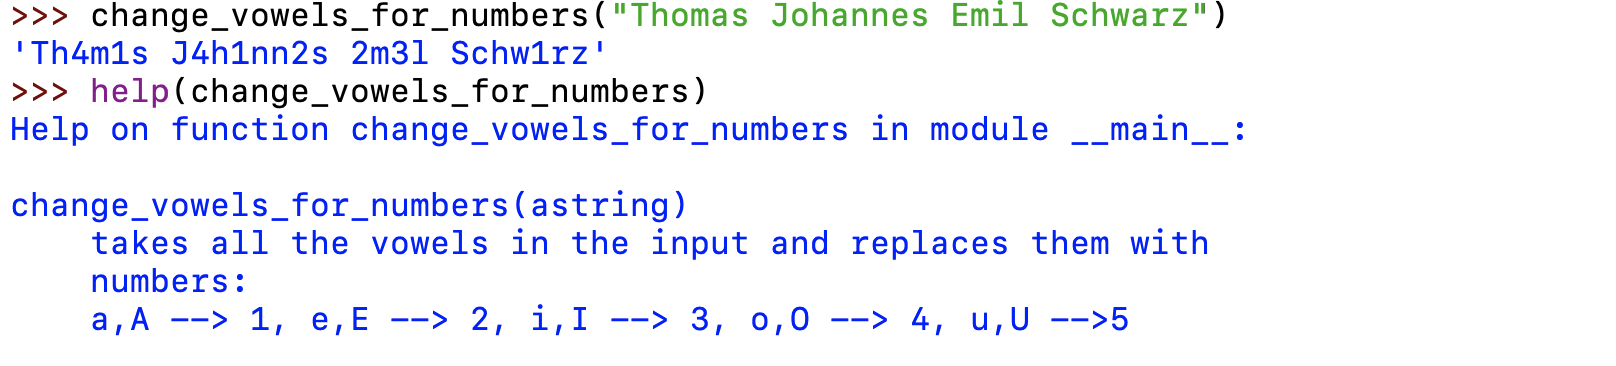 >>> change_vowels_for_numbers("Thomas Johannes Emil Schwarz")
'Th4m1s J4h1nn2s 2m3l Schw1rz'
>>> help(change_vowels_for_numbers)
Help on function change_vowels_for_numbers in module __main__:
change_vowels_for_numbers(astring)
    takes all the vowels in the input and replaces them with
    numbers:
    a,A --> 1, e,E --> 2, i,I --> 3, o,O --> 4, u,U -->5